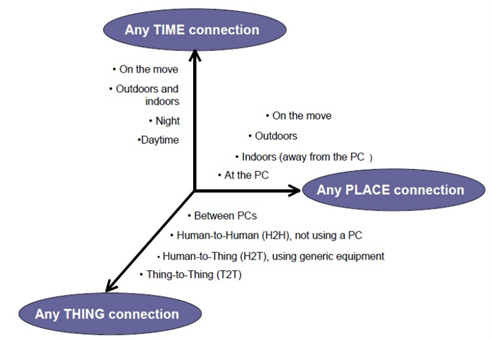 Any TIME connection
• On the move
• Outdoors and
indoors
• Night
•Daytime
• On the move
• Outdoors
• Indoors (away from the PC )
• At the PC
Any PLACE connection
• Between PCs
• Human-to-Human (H2H), not using a PC
• Human-to-Thing (H2T), using generic equipment
• Thing-to-Thing (T2T)
Any THING connection